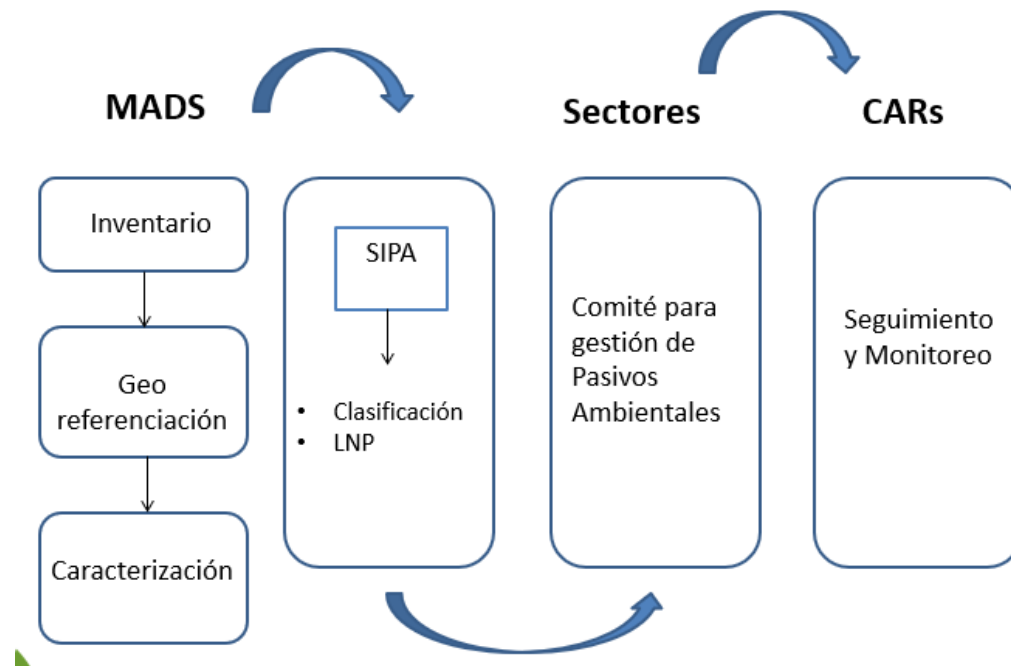 MADS
Inventario
Geo
referenciación
Caracterización
SIPA
• Clasificación
• LNP
Sectores
Comité para
gestión de
Pasivos
Ambientales
CARs
Seguimiento
y Monitoreo